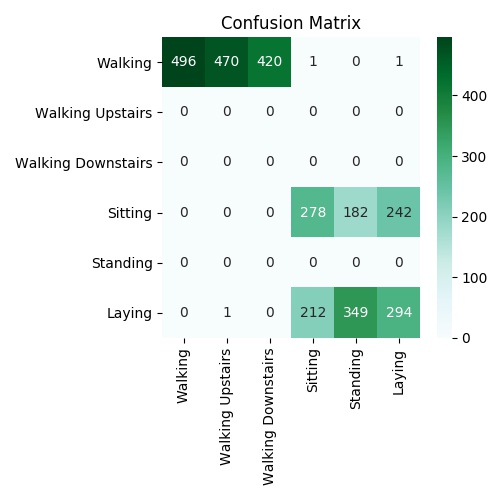 Confusion Matrix
Walking 496 470 420 1 0 1
Walking Upstairs 0 0 0 0 0 0
Walking Downstairs 0 0 0 0 0 0
Sitting 0 0 0 278 182 242
Standing 0 0 0 0 0 0
Laying 0 1 0 212 349 294
Walking
Walking Upstairs
Walking Downstairs
Sitting
Standing
Laying
400
300
200
100
0